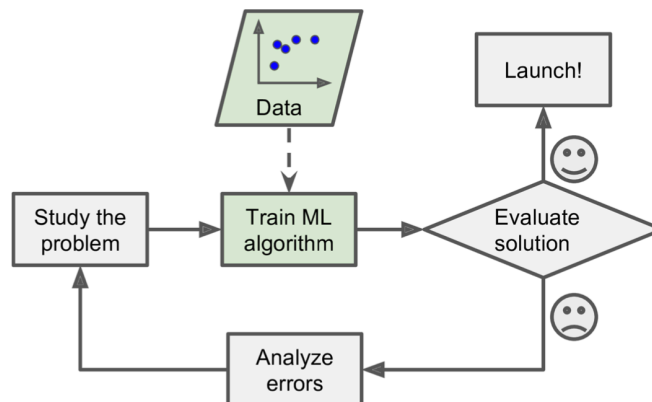 Data
Launch!
Study the
problem
Train ML
algorithm
Evaluate
solution
Analyze
errors